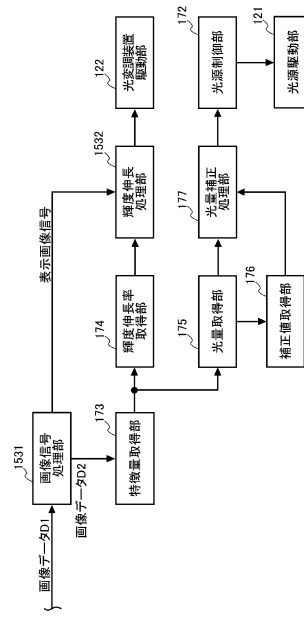 画像データD1
1531
画像信号
処理部
表示画像信号
画像データD2
173
特徴量取得部
174
輝度伸長率
取得部
1532
輝度伸長
処理部
122
光変調装置
駆動部
175
光量取得部
176
補正値取得部
177
光量補正
処理部
172
光源制御部
121
光源駆動部